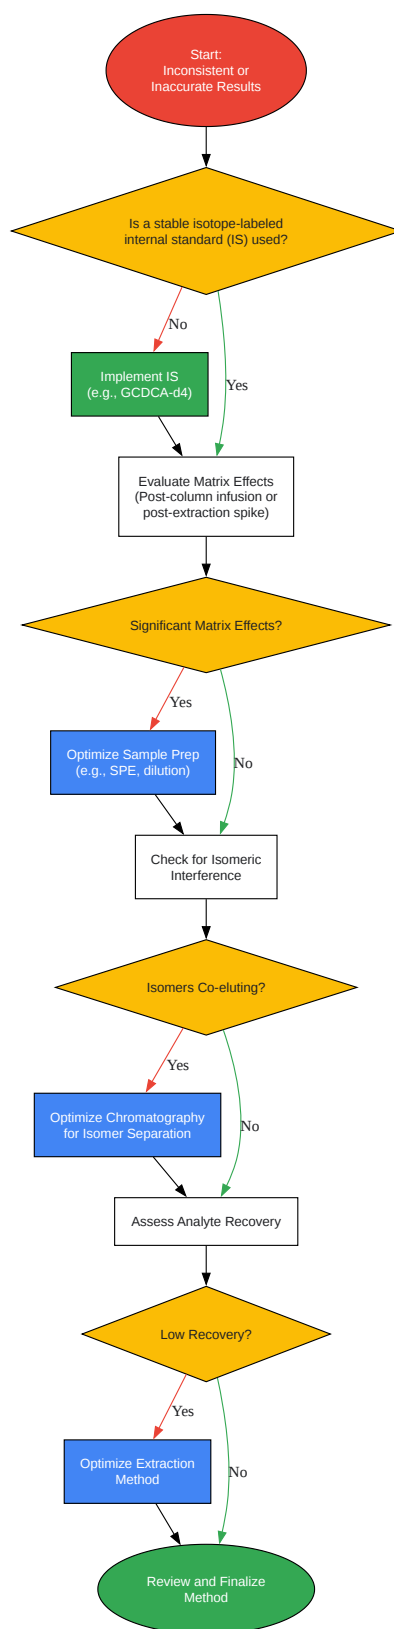 Start:
Inconsistent or
Inaccurate Results
Is a stable isotope-labeled
internal standard (IS) used?
No
Implement IS
(e.g., GCDCA-d4)
Yes
Evaluate Matrix Effects
(Post-column infusion or
post-extraction spike)
Significant Matrix Effects?
Yes
Optimize Sample Prep
(e.g., SPE, dilution)
No
Check for Isomeric
Interference
Isomers Co-eluting?
Yes
Optimize Chromatography
for Isomer Separation
No
Assess Analyte Recovery
Low Recovery?
Yes
Optimize Extraction
Method
No
Review and Finalize
Method